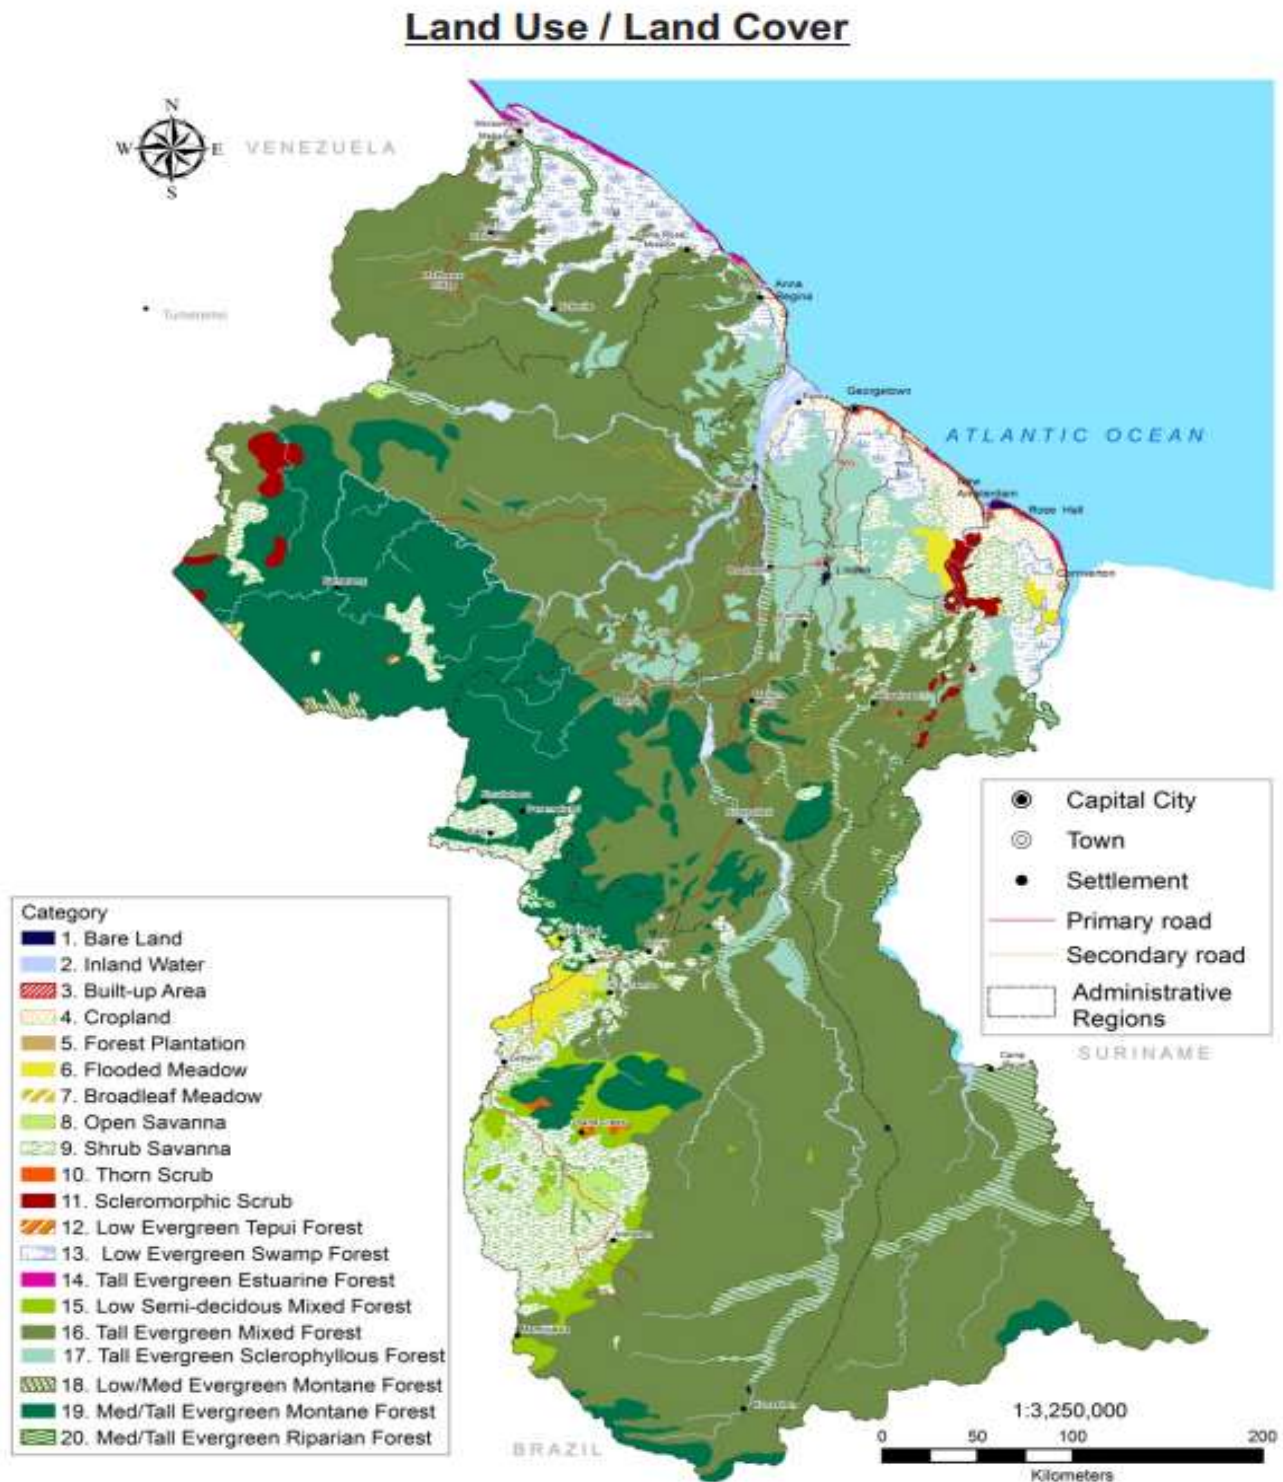 Land Use / Land Cover
N
W
E
S
VENEZUELA
Anna
Regina
Georgetown
ATLANTIC OCEAN
New
Amsterdam
Rose Hall
Corriverton
Linden
Capital City
Town
Settlement
Primary road
Secondary road
Administrative
Regions
SURINAME
Camp
Category
1. Bare Land
2. Inland Water
3. Built-up Area
4. Cropland
5. Forest Plantation
6. Flooded Meadow
7. Broadleaf Meadow
8. Open Savanna
9. Shrub Savanna
10. Thorn Scrub
11. Scleromorphic Scrub
12. Low Evergreen Tepui Forest
13. Low Evergreen Swamp Forest
14. Tall Evergreen Estuarine Forest
15. Low Semi-decidous Mixed Forest
16. Tall Evergreen Mixed Forest
17. Tall Evergreen Sclerophyllous Forest
18. Low/Med Evergreen Montane Forest
19. Med/Tall Evergreen Montane Forest
20. Med/Tall Evergreen Riparian Forest
BRAZIL
1:3,250,000
0 50 100 200
Kilometers